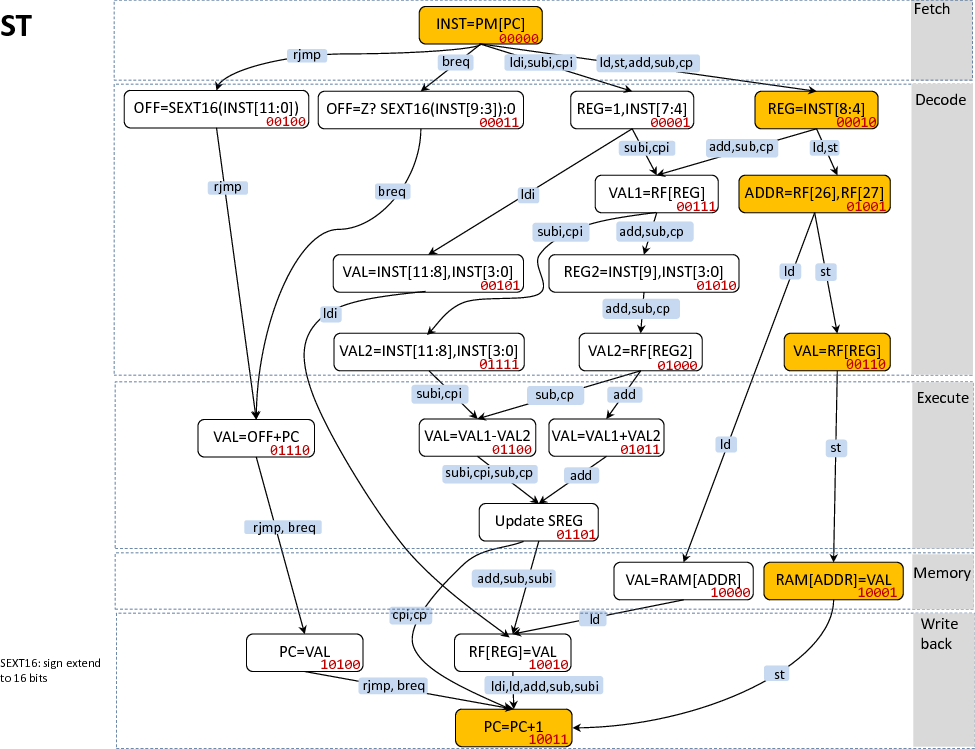 ST
Fetch
INST=PM[PC]
00000
rjmp
breq
ldi,subi,cpi
ld,st,add,sub,cp
Decode
OFF=SEXT16(INST[11:0])
00100
OFF=Z? SEXT16(INST[9:3]):0
00011
REG=1,INST[7:4]
00001
REG=INST[8:4]
00010
subi,cpi
add,sub,cp
ld,st
rjmp
breq
ldi
VAL1=RF[REG]
00111
ADDR=RF[26],RF[27]
01001
subi,cpi
add,sub,cp
VAL=INST[11:8],INST[3:0]
00101
REG2=INST[9],INST[3:0]
01010
ld
st
ldi
add,sub,cp
VAL2=INST[11:8],INST[3:0]
01111
VAL2=RF[REG2]
01000
VAL=RF[REG]
00110
Execute
subi,cpi
sub,cp
add
VAL=OFF+PC
01110
VAL=VAL1-VAL2
01100
VAL=VAL1+VAL2
01011
ld
st
subi,cpi,sub,cp
add
rjmp, breq
Update SREG
01101
Memory
add,sub,subi
VAL=RAM[ADDR]
10000
RAM[ADDR]=VAL
10001
cpi,cp
ld
Write
back
PC=VAL
10100
RF[REG]=VAL
10010
SEXT16: sign extend
to 16 bits
rjmp, breq
ldi,ld,add,sub,subi
st
PC=PC+1
10011